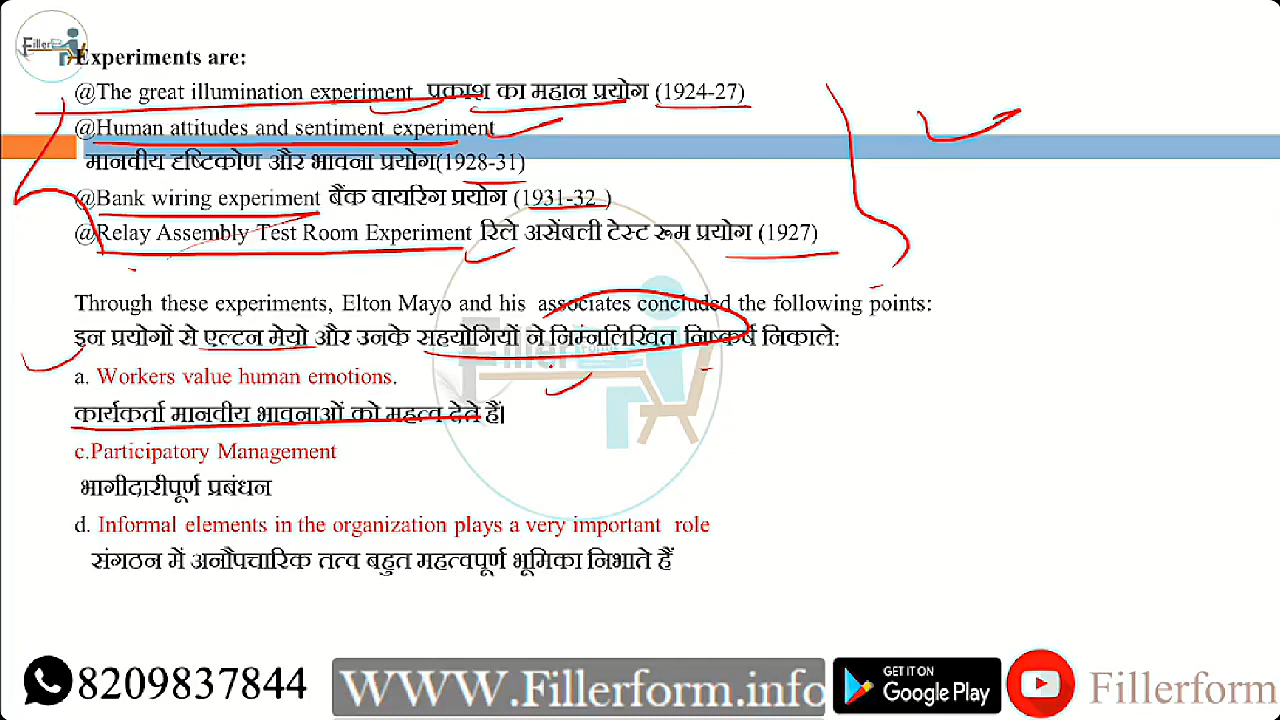 Filler
Experiments are:
@The great illumination experiment प्रकाश का महान प्रयोग (1924-27)
@Human attitudes and sentiment experiment
मानवीय दृष्टिकोण और भावना प्रयोग(1928-31)
@Bank wiring experiment बैंक वायरिंग प्रयोग (1931-32 )
@Relay Assembly Test Room Experiment रिले असेंबली टेस्ट रूम प्रयोग (1927)
Through these experiments, Elton Mayo and his associates concluded the following points:
इन प्रयोगों से एल्टन मेयो और उनके सहयोगियों ने निम्नलिखित निष्कर्ष निकाले:
a. Workers value human emotions.
कार्यकर्ता मानवीय भावनाओं को महत्व देते हैं।
c.Participatory Management
भागीदारीपूर्ण प्रबंधन
d. Informal elements in the organization plays a very important role
संगठन में अनौपचारिक तत्व बहुत महत्वपूर्ण भूमिका निभाते हैं
8209837844
WWW.Fillerform.info
GET IT ON
Google Play
Fillerform